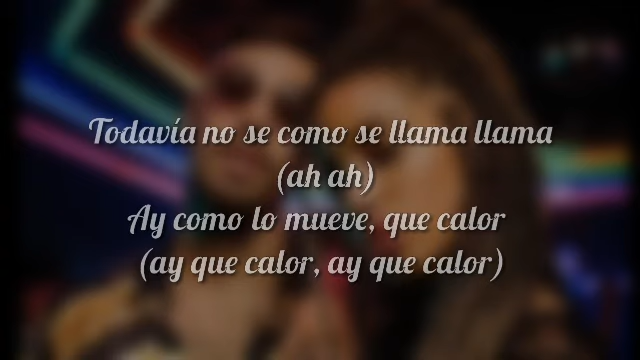 Todavía no se como se llama llama
(ah ah)
Ay como lo mueve, que calor
(ay que calor, ay que calor)